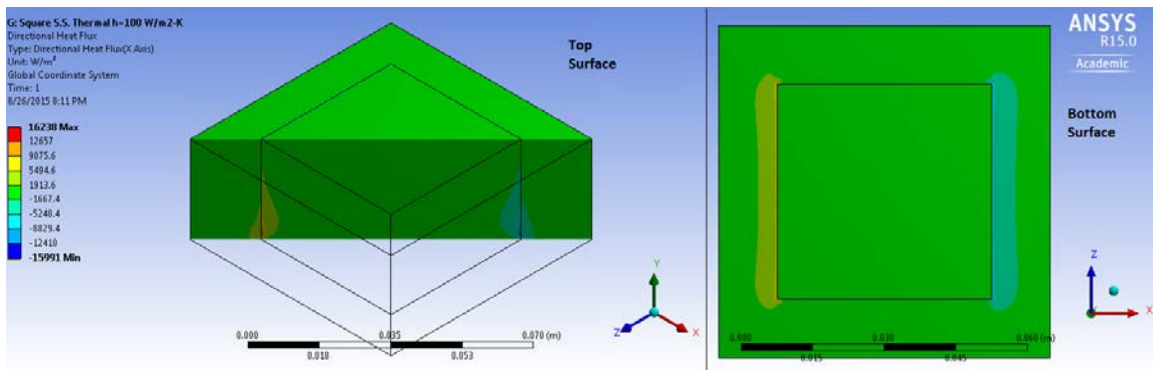 G: Square S.S. Thermal h=100 W/m2-K
Directional Heat Flux
Type: Directional Heat Flux(X Axis)
Unit: W/m²
Global Coordinate System
Time: 1
8/26/2015 8:11 PM
16238 Max
12657
9075.6
5494.6
1913.6
-1667.4
-5248.4
-8829.4
-12410
-15991 Min
Top
Surface
Y
Z
X
0.000
0.035
0.070 (m)
0.018
0.053
ANSYS
R15.0
Academic
Bottom
Surface
Z
X
0.000
0.030
0.060 (m)
0.015
0.045